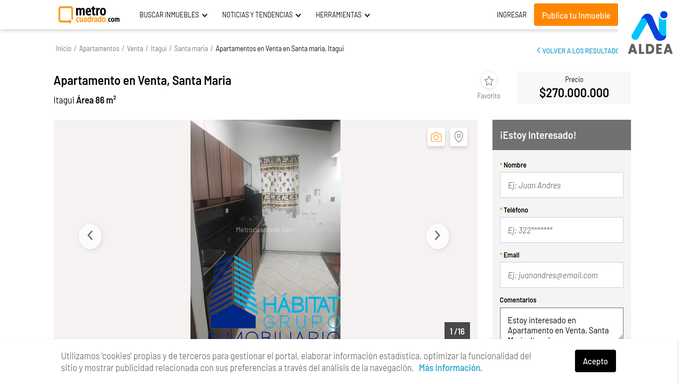 metro
cuadrado.com
BUSCAR INMUEBLES
NOTICIAS Y TENDENCIAS
HERRAMIENTAS
INGRESAR
Publica tu Inmueble
ALDEA
Inicio / Apartamentos / Venta / Itagui / Santa maria / Apartamentos en Venta en Santa maria, Itagui
VOLVER A LOS RESULTAD
Apartamento en Venta, Santa Maria
Itagui Área 86 m²
Favorito
Precio
$270.000.000
¡Estoy Interesado!
* Nombre
Ej: Juan Andres
* Teléfono
Ej: 322*******
* Email
Ej: juanandres@email.com
Comentarios
Estoy interesado en
Apartamento en Venta, Santa
HÁBITAT
GRUPO
INMOBILIARIO
1 / 16
Utilizamos 'cookies' propias y de terceros para gestionar el portal, elaborar información estadística, optimizar la funcionalidad del
sitio y mostrar publicidad relacionada con sus preferencias a través del análisis de la navegación. Más Información.
Acepto